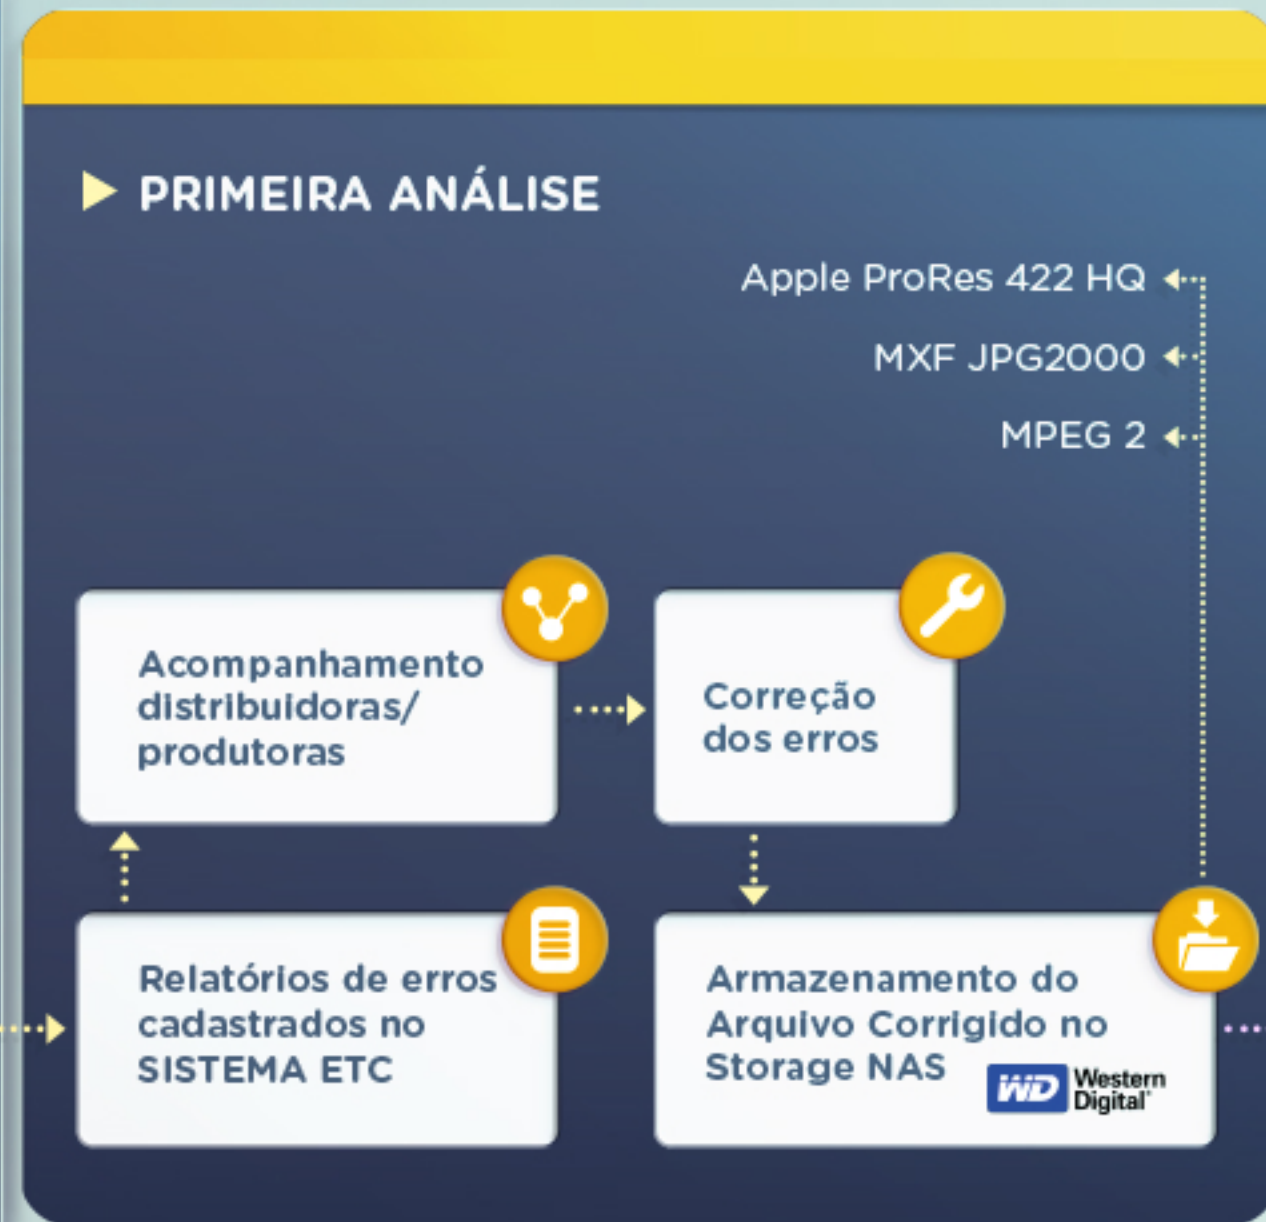 PRIMEIRA ANÁLISE
Apple ProRes 422 HQ
MXF JPG2000
MPEG 2
Acompanhamento
distribuidoras/
produtoras
Correção
dos erros
Relatórios de erros
cadastrados no
SISTEMA ETC
Armazenamento do
Arquivo Corrigido no
Storage NAS
WD Western
Digital